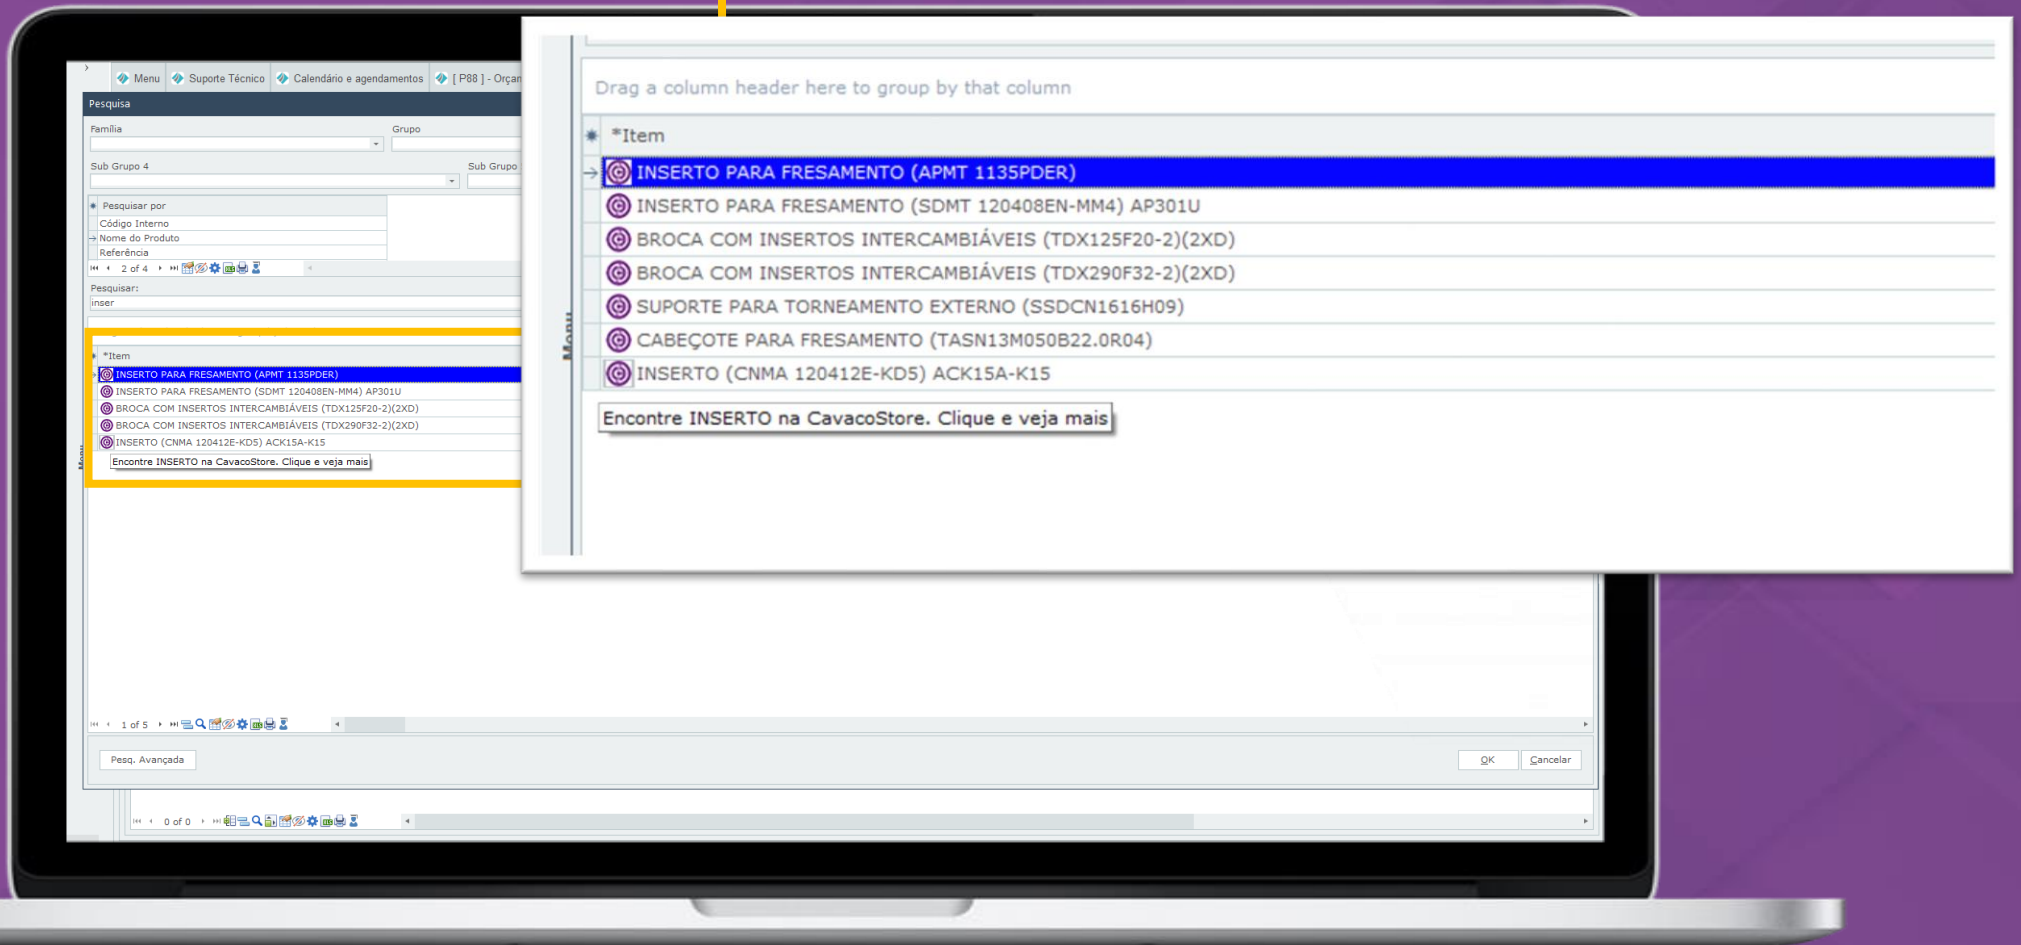 Menu
Suporte Técnico
Calendário e agendamentos
[ P88 ] - Orçan
Pesquisa
Família
Grupo
Sub Grupo 4
Sub Grupo
Pesquisar por
Código Interno
Nome do Produto
Referência
2 of 4
Pesquisar:
inser
*Item
INSERTO PARA FRESAMENTO (APMT 1135PDER)
INSERTO PARA FRESAMENTO (SDMT 120408EN-MM4) AP301U
BROCA COM INSERTOS INTERCAMBIÁVEIS (TDX125F20-2)(2XD)
BROCA COM INSERTOS INTERCAMBIÁVEIS (TDX290F32-2)(2XD)
INSERTO (CNMA 120412E-KD5) ACK15A-K15
Encontre INSERTO na CavacoStore. Clique e veja mais
Menu
1 of 5
Pesq. Avançada
OK
Cancelar
0 of 0
Drag a column header here to group by that column
*Item
INSERTO PARA FRESAMENTO (APMT 1135PDER)
INSERTO PARA FRESAMENTO (SDMT 120408EN-MM4) AP301U
BROCA COM INSERTOS INTERCAMBIÁVEIS (TDX125F20-2)(2XD)
BROCA COM INSERTOS INTERCAMBIÁVEIS (TDX290F32-2)(2XD)
SUPORTE PARA TORNEAMENTO EXTERNO (SSDCN1616H09)
CABEÇOTE PARA FRESAMENTO (TASN13M050B22.0R04)
INSERTO (CNMA 120412E-KD5) ACK15A-K15
Encontre INSERTO na CavacoStore. Clique e veja mais
Menu